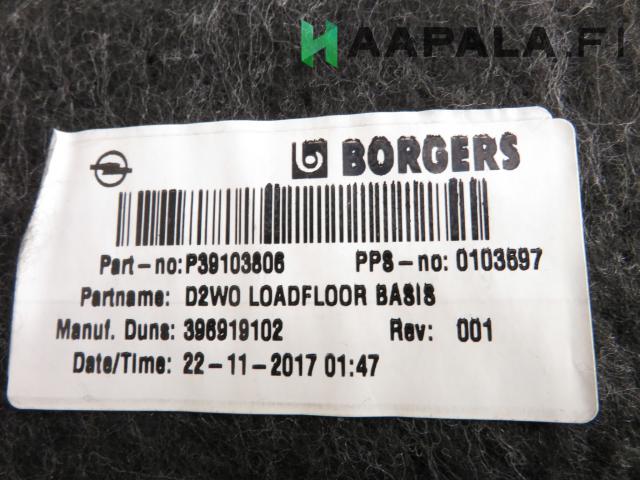 HAAPALA.FI
BORGERS
Part-no:P39103806 PPS-no: 0103597
Partname: D2W0 LOADFLOOR BASIS
Manuf. Duns: 396919102 Rev: 001
Date/Time: 22-11-2017 01:47